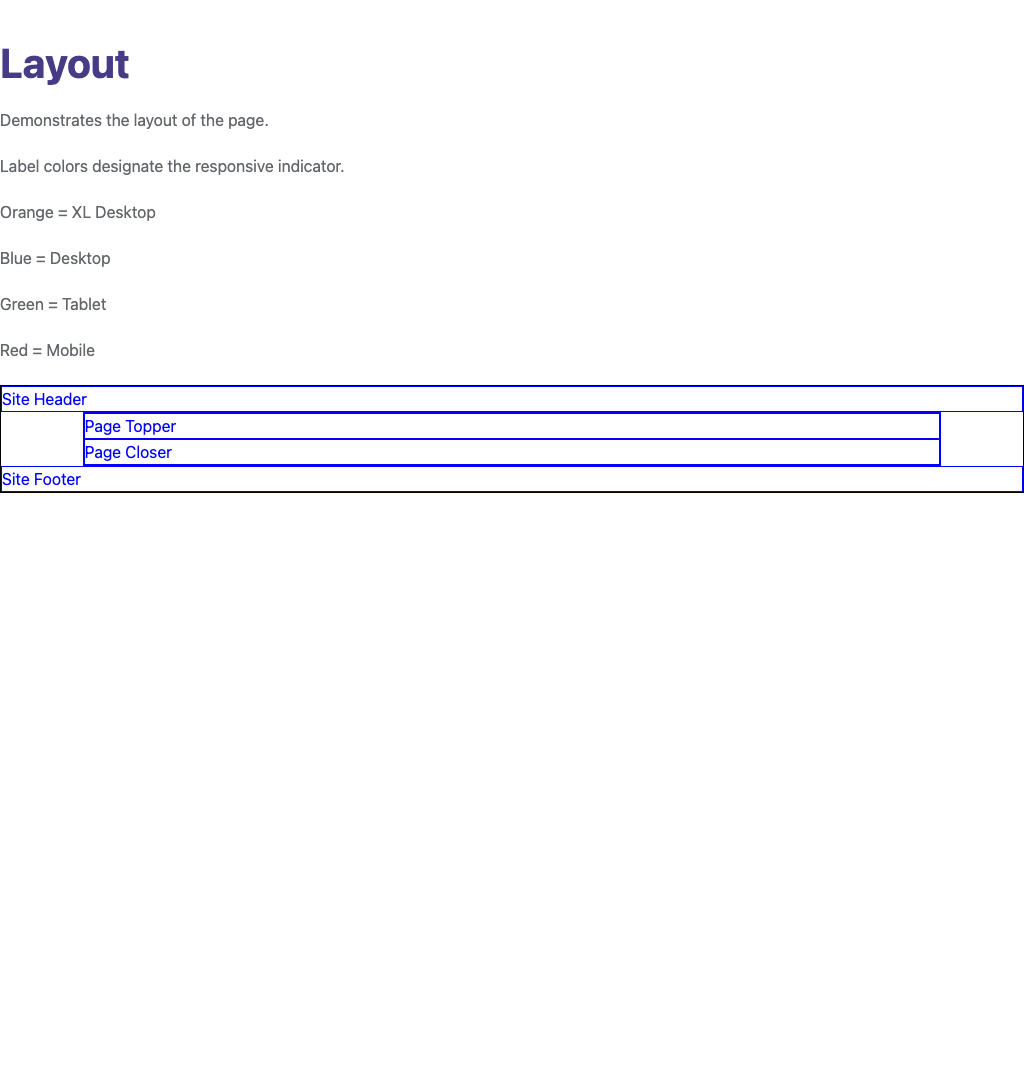 Layout
Demonstrates the layout of the page.
Label colors designate the responsive indicator.
Orange = XL Desktop
Blue = Desktop
Green = Tablet
Red = Mobile
Site Header
Page Topper
Page Closer
Site Footer